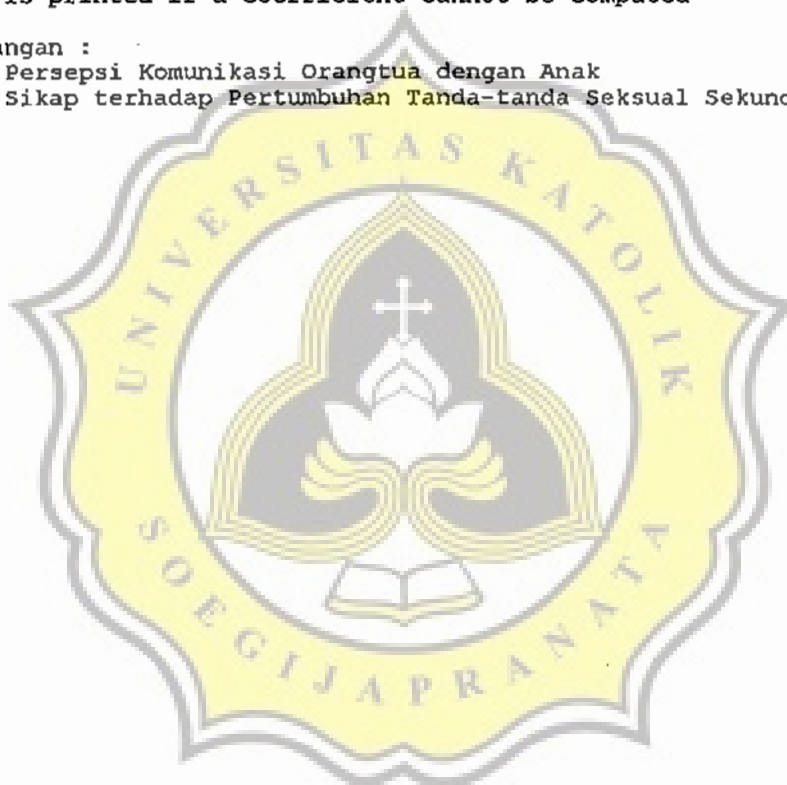 is printed if a coefficient cannot be computed
ngan :
Persepsi Komunikasi Orangtua dengan Anak
Sikap terhadap Pertumbuhan Tanda-tanda Seksual Sekund
UNIVERSITAS KATOLIK
SOEGIJAPRANATA